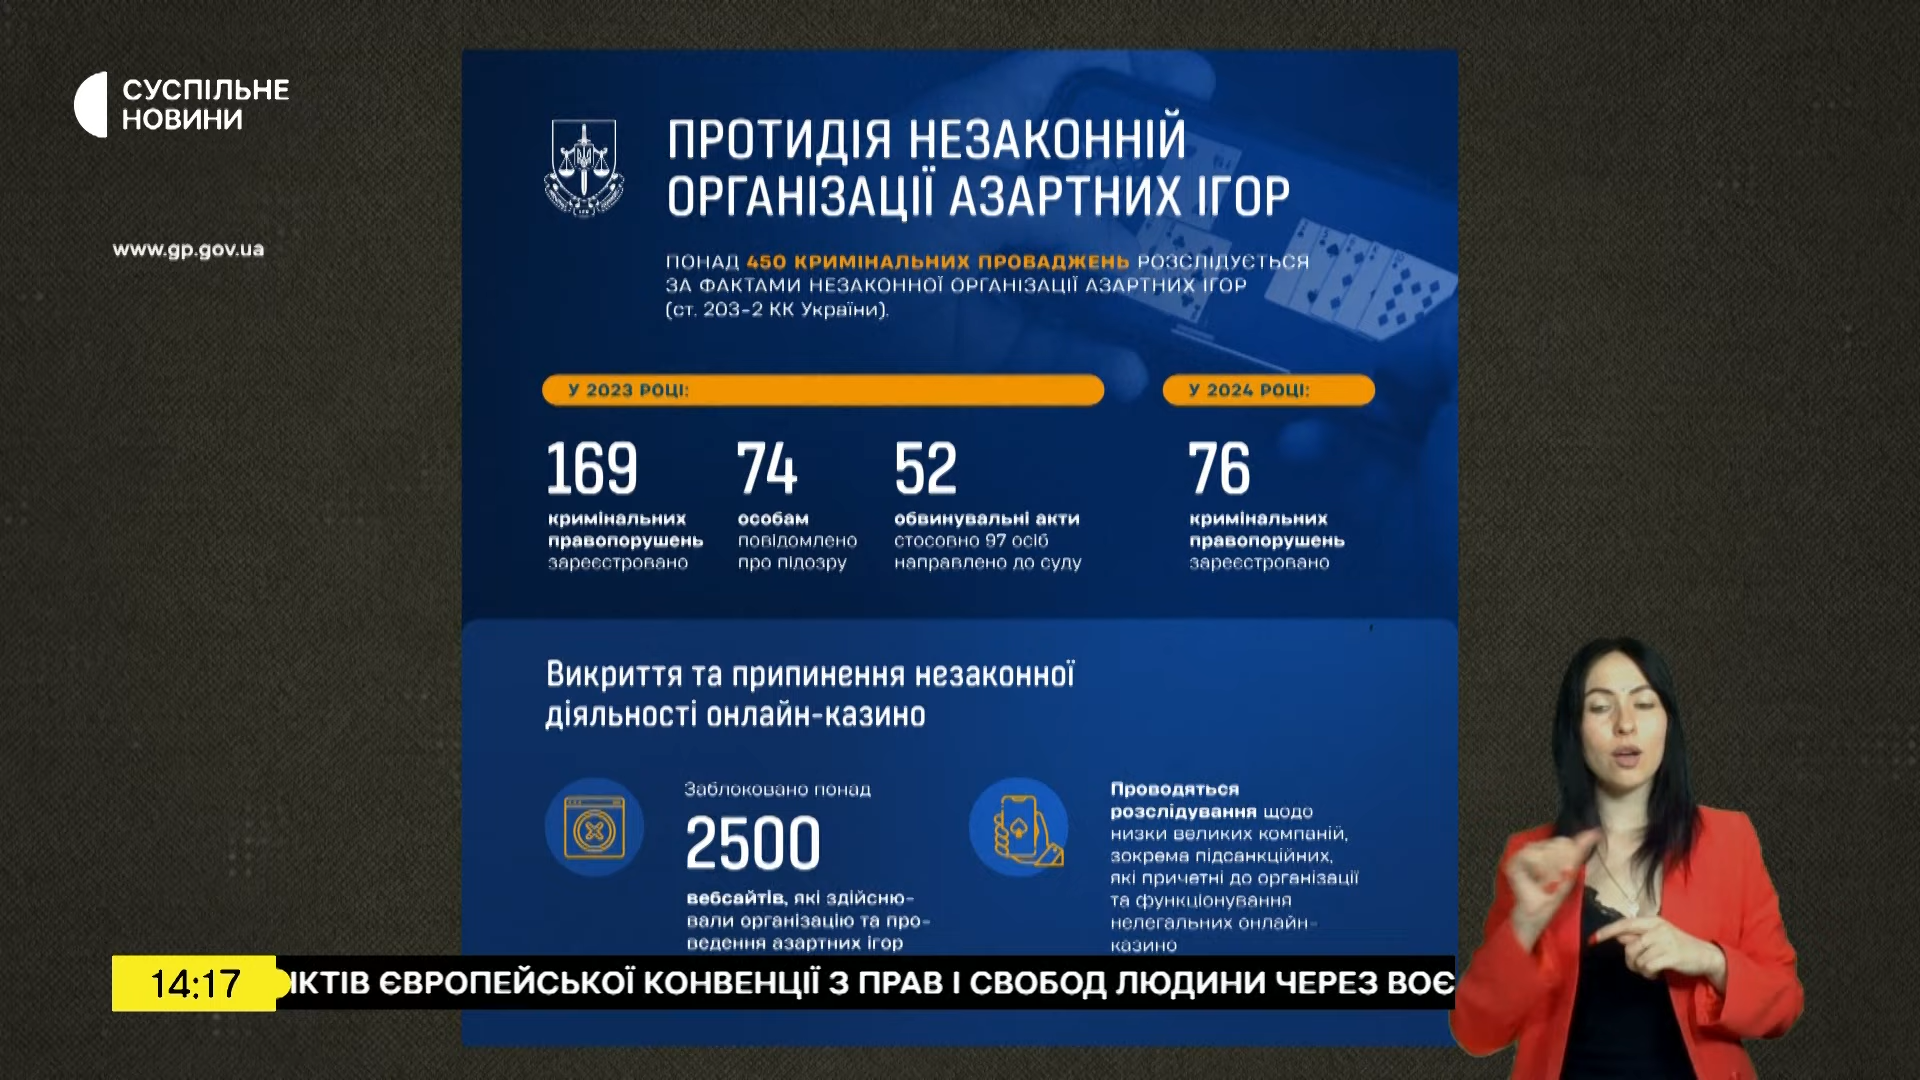 СУСПІЛЬНЕ
НОВИНИ
www.gp.gov.ua
ПРОТИДІЯ НЕЗАКОННІЙ
ОРГАНІЗАЦІЇ АЗАРТНИХ ІГОР
ПОНАД 450 КРИМІНАЛЬНИХ ПРОВАДЖЕНЬ РОЗСЛІДУЄТЬСЯ
ЗА ФАКТАМИ НЕЗАКОННОЇ ОРГАНІЗАЦІЇ АЗАРТНИХ ІГОР
(ст. 203-2 КК України).
У 2023 РОЦІ:
169
кримінальних
правопорушень
зареєстровано
74
особам
повідомлено
про підозру
52
обвинувальні акти
стосовно 97 осіб
направлено до суду
У 2024 РОЦІ:
76
кримінальних
правопорушень
зареєстровано
Викриття та припинення незаконної
діяльності онлайн-казино
Заблоковано понад
2500
вебсайтів, які здійсню-
вали організацію та про-
ведення азартних ігор
Проводяться
розслідування щодо
низки великих компаній,
зокрема підсанкційних,
які причетні до організації
та функціонування
нелегальних онлайн-
казино
14:17
ІКТІВ ЄВРОПЕЙСЬКОЇ КОНВЕНЦІЇ З ПРАВ І СВОБОД ЛЮДИНИ ЧЕРЕЗ ВОЄ